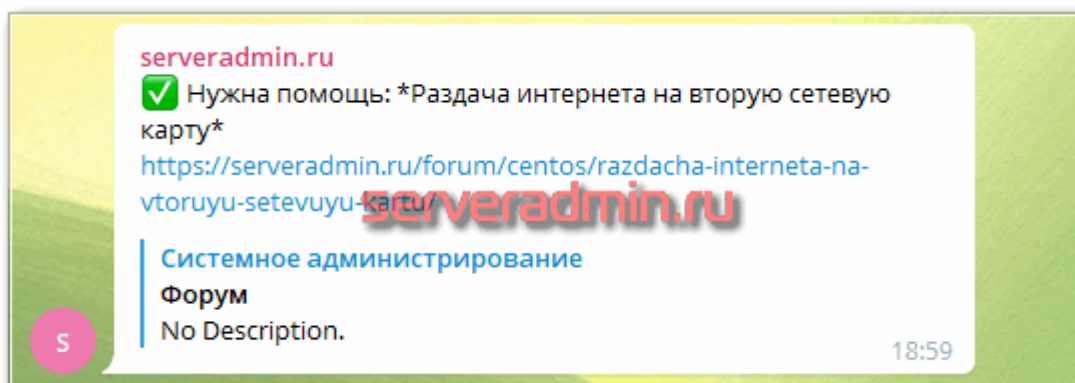 serveradmin.ru
✅ Нужна помощь: *Раздача интернета на вторую сетевую
карту*
https://serveradmin.ru/forum/centos/razdacha-interneta-na-
vtoruyu-setevuyu-kartu/
serveradmin.ru
Системное администрирование
Форум
No Description.
S
18:59